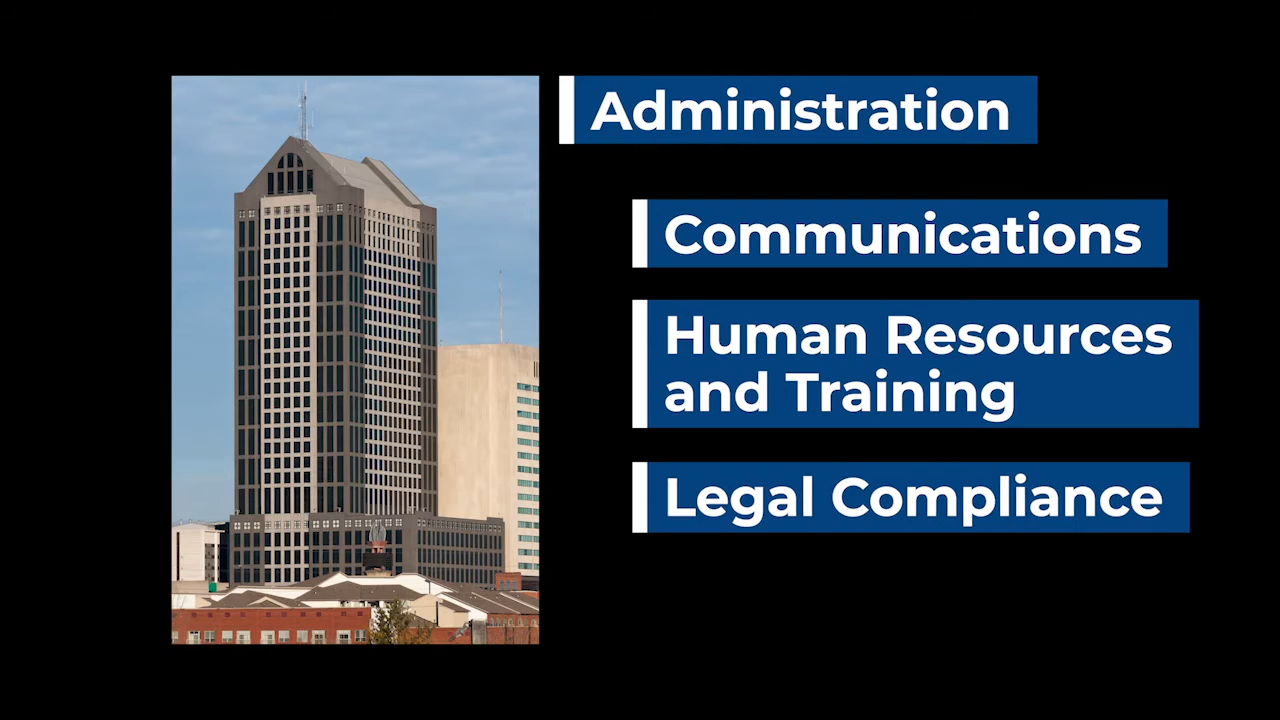 Administration
Communications
Human Resources
and Training
Legal Compliance